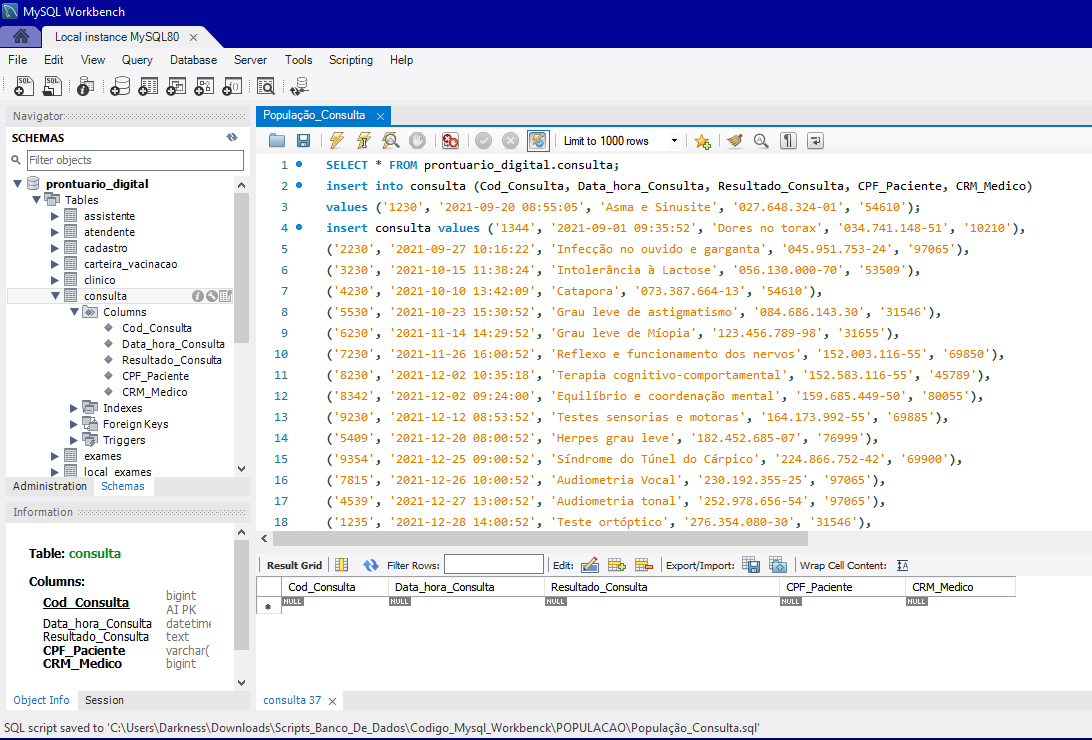 MySQL Workbench
Local instance MySQL80
File Edit View Query Database Server Tools Scripting Help
Navigator
SCHEMAS
Filter objects
prontuario_digital
Tables
assistente
atendente
cadastro
carteira_vacinacao
clinico
consulta
Columns
Cod_Consulta
Data_hora_Consulta
Resultado_Consulta
CPF_Paciente
CRM_Medico
Indexes
Foreign Keys
Triggers
exames
local_exames
Administration Schemas
Information
Table: consulta
Columns:
Cod_Consulta bigint
AI PK
Data_hora_Consulta datetime
Resultado_Consulta text
CPF_Paciente varchar(
CRM_Medico bigint
Object Info Session
População_Consulta
Limit to 1000 rows
1 SELECT * FROM prontuario_digital.consulta;
2 insert into consulta (Cod_Consulta, Data_hora_Consulta, Resultado_Consulta, CPF_Paciente, CRM_Medico)
3 values ('1230', '2021-09-20 08:55:05', 'Asma e Sinusite', '027.648.324-01', '54610');
4 insert consulta values ('1344', '2021-09-01 09:35:52', 'Dores no torax', '034.741.148-51', '10210'),
5 ('2230', '2021-09-27 10:16:22', 'Infecção no ouvido e garganta', '045.951.753-24', '97065'),
6 ('3230', '2021-10-15 11:38:24', 'Intolerância à Lactose', '056.130.000-70', '53509'),
7 ('4230', '2021-10-10 13:42:09', 'Catapora', '073.387.664-13', '54610'),
8 ('5530', '2021-10-23 15:30:52', 'Grau leve de astigmatismo', '084.686.143.30', '31546'),
9 ('6230', '2021-11-14 14:29:52', 'Grau leve de Míopia', '123.456.789-98', '31655'),
10 ('7230', '2021-11-26 16:00:52', 'Reflexo e funcionamento dos nervos', '152.003.116-55', '69850'),
11 ('8230', '2021-12-02 10:35:18', 'Terapia cognitivo-comportamental', '152.583.116-55', '45789'),
12 ('8342', '2021-12-02 09:24:00', 'Equilíbrio e coordenação mental', '159.685.449-50', '80055'),
13 ('9230', '2021-12-12 08:53:52', 'Testes sensorias e motoras', '164.173.992-55', '69885'),
14 ('5409', '2021-12-20 08:00:52', 'Herpes grau leve', '182.452.685-07', '76999'),
15 ('9354', '2021-12-25 09:00:52', 'Síndrome do Túnel do Cárpico', '224.866.752-42', '69900'),
16 ('7815', '2021-12-26 10:00:52', 'Audiometria Vocal', '230.192.355-25', '97065'),
17 ('4539', '2021-12-27 13:00:52', 'Audiometria tonal', '252.978.656-54', '97065'),
18 ('1235', '2021-12-28 14:00:52', 'Teste ortóptico', '276.354.080-30', '31546'),
Result Grid Filter Rows: Edit: Export/Import: Wrap Cell Content:
Cod_Consulta Data_hora_Consulta Resultado_Consulta CPF_Paciente CRM_Medico
NULL NULL NULL NULL NULL
consulta 37
SQL script saved to 'C:\Users\Darkness\Downloads\Scripts_Banco_De_Dados\Codigo_Mysql_Workbenck\POPULACAO\População_Consulta.sql'